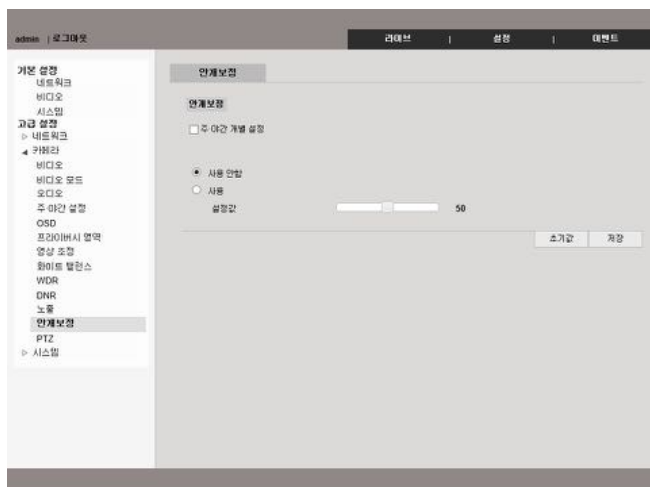 admin | 로그아웃
라이브 | 설정 | 이벤트
기본 설정
네트워크
비디오
시스템
고급 설정
▷ 네트워크
◢ 카메라
비디오
비디오 모드
오디오
주·야간 설정
OSD
프라이버시 영역
영상 조정
화이트 밸런스
WDR
DNR
노출
안개보정
PTZ
▷ 시스템
안개보정
안개보정
주·야간 개별 설정
사용 안함
사용
설정값 50
초기값 저장